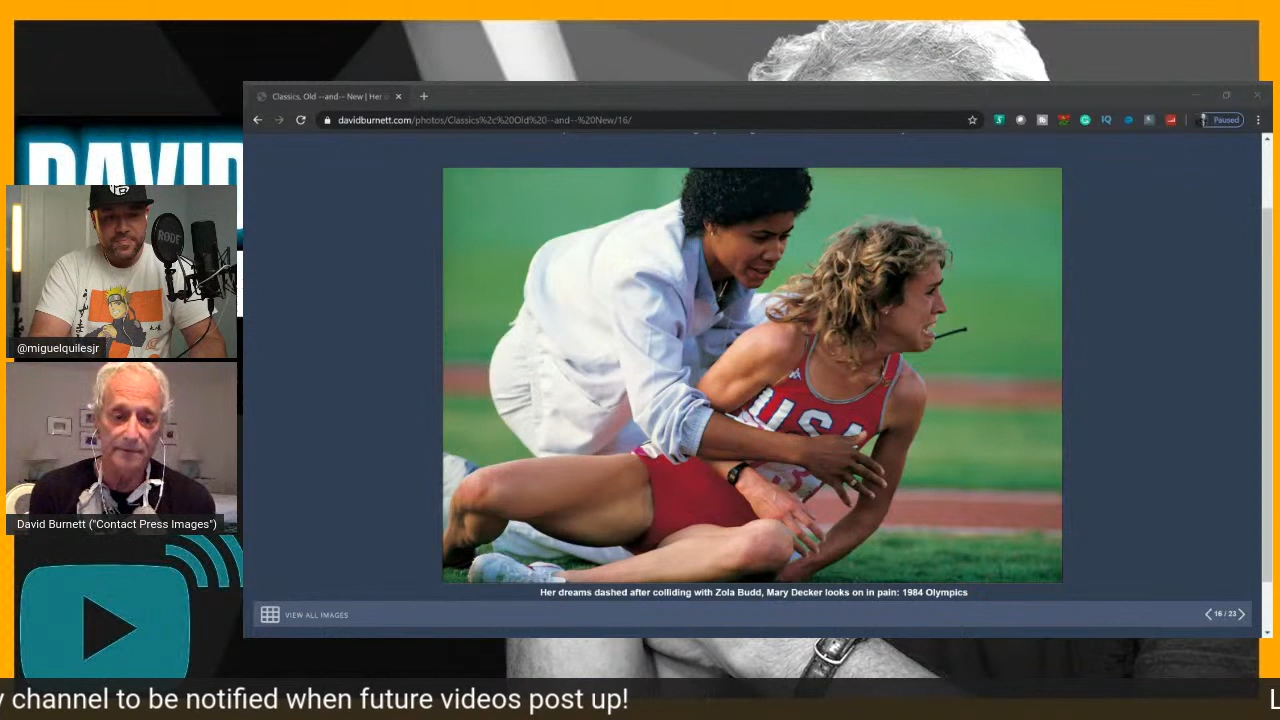 Classics, Old --and-- New | Her
davidburnett.com/photos/Classics%2c%20Old%20--and--%20New/16/
IQ
Paused
DAVID
RODE
@miguelquilesjr
USA
David Burnett ("Contact Press Images")
Her dreams dashed after colliding with Zola Budd, Mary Decker looks on in pain: 1984 Olympics
VIEW ALL IMAGES
16 / 23
channel to be notified when future videos post up!